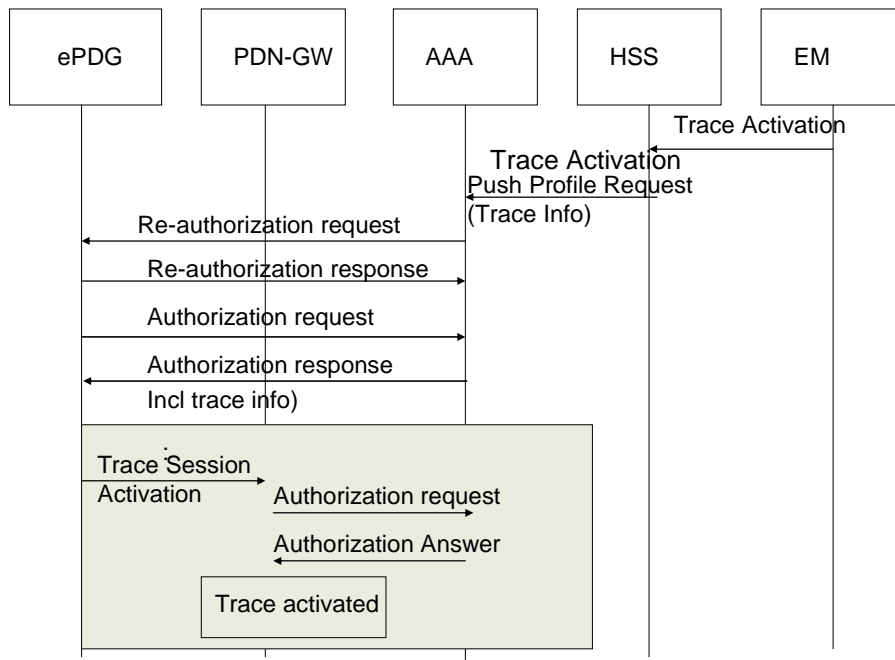 ePDG
PDN-GW
AAA
HSS
EM
Trace Activation
Trace Activation
Push Profile Request
(Trace Info)
Re-authorization request
Re-authorization response
Authorization request
Authorization response
Incl trace info)
:
Trace Session
Activation
Authorization request
Authorization Answer
Trace activated